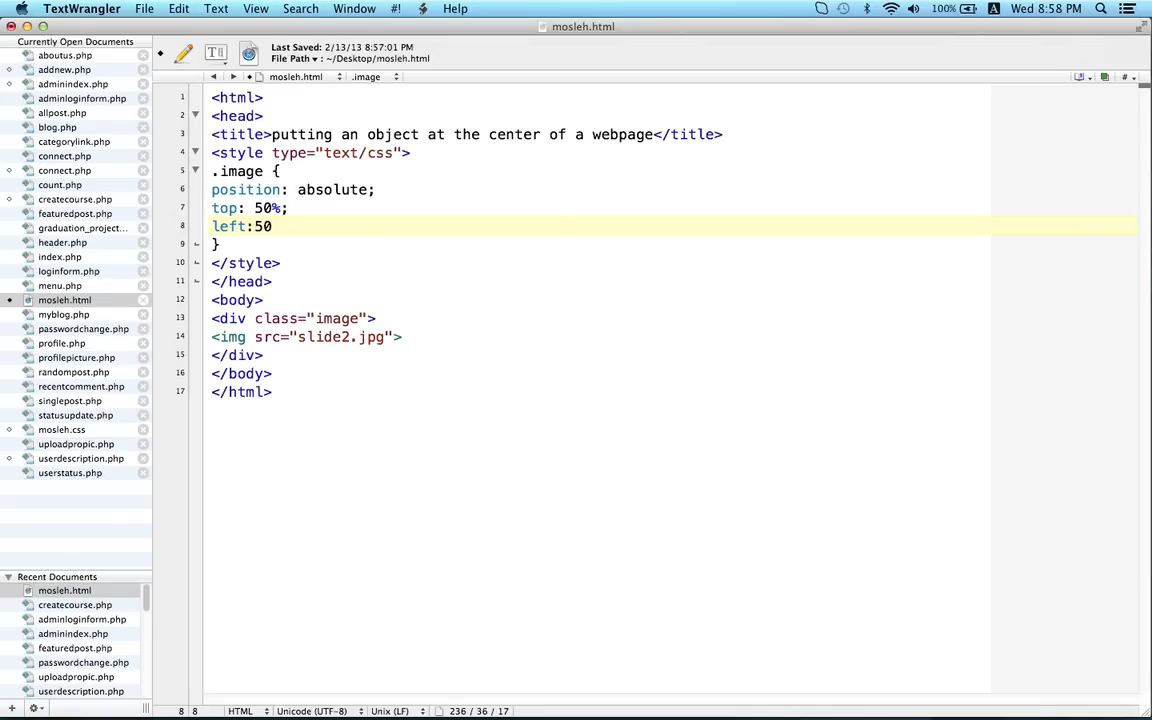 TextWrangler File Edit Text View Search Window #! Help 100% A Wed 8:58 PM
mosleh.html
Currently Open Documents
aboutus.php
addnew.php
adminindex.php
adminloginform.php
allpost.php
blog.php
categorylink.php
connect.php
connect.php
count.php
createcourse.php
featuredpost.php
graduation_project...
header.php
index.php
loginform.php
menu.php
mosleh.html
myblog.php
passwordchange.php
profile.php
profilepicture.php
randompost.php
recentcomment.php
singlepost.php
statusupdate.php
mosleh.css
uploadpropic.php
userdescription.php
userstatus.php
Recent Documents
mosleh.html
createcourse.php
adminloginform.php
adminindex.php
featuredpost.php
passwordchange.php
uploadpropic.php
userdescription.php
Last Saved: 2/13/13 8:57:01 PM
File Path ▾ : ~/Desktop/mosleh.html
mosleh.html .image #
1 <html>
2 <head>
3 <title>putting an object at the center of a webpage</title>
4 <style type="text/css">
5 .image {
6 position: absolute;
7 top: 50%;
8 left:50
9 }
10 </style>
11 </head>
12 <body>
13 <div class="image">
14 <img src="slide2.jpg">
15 </div>
16 </body>
17 </html>
8 8 HTML Unicode (UTF-8) Unix (LF) 236 / 36 / 17